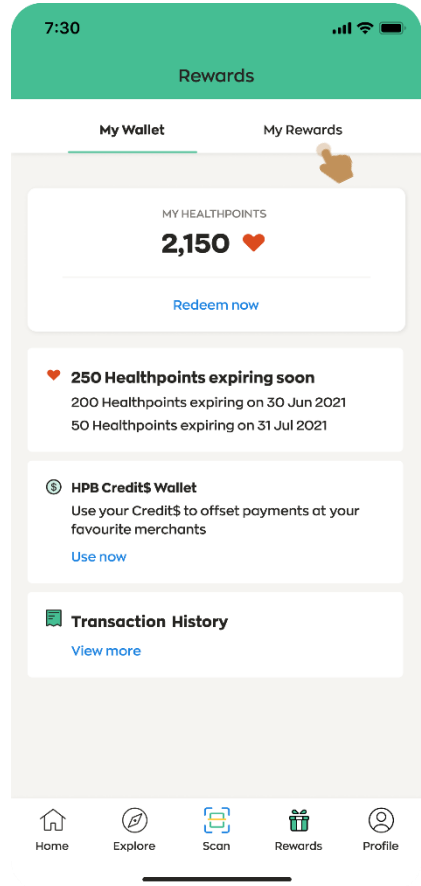 7:30
Rewards
My Wallet
My Rewards
MY HEALTHPOINTS
2,150
Redeem now
250 Healthpoints expiring soon
200 Healthpoints expiring on 30 Jun 2021
50 Healthpoints expiring on 31 Jul 2021
$ HPB Credit$ Wallet
Use your Credit$ to offset payments at your
favourite merchants
Use now
Transaction History
View more
Home
Explore
Scan
Rewards
Profile